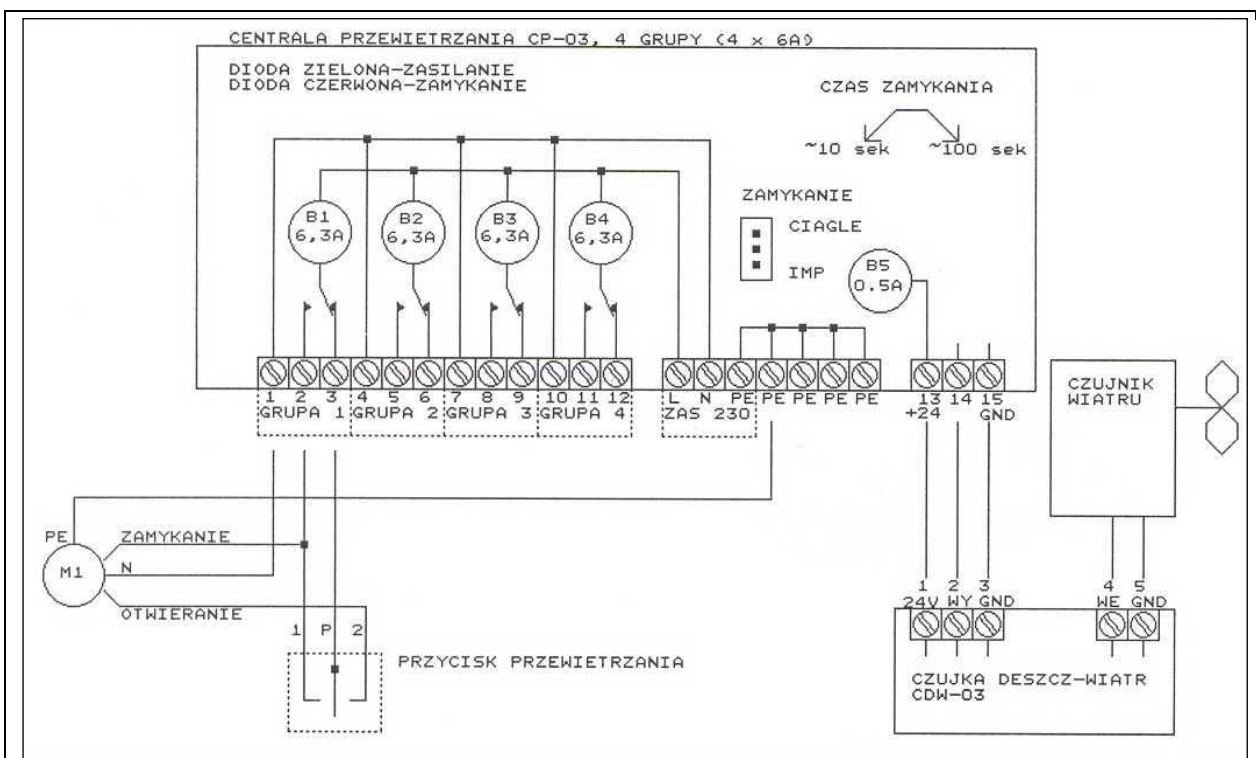 CENTRALA PRZEWIETRZANIA CP-03, 4 GRUPY (4 x 6A)
DIODA ZIELONA-ZASILANIE
DIODA CZERWONA-ZAMYKANIE
CZAS ZAMYKANIA
~10 sek ~100 sek
ZAMYKANIE
CIAGLE
IMP
B1
6,3A
B2
6,3A
B3
6,3A
B4
6,3A
B5
0.5A
1 2 3 4 5 6 7 8 9 10 11 12
GRUPA 1 GRUPA 2 GRUPA 3 GRUPA 4
L N PE PE PE PE PE
ZAS 230
13 14 15
+24 GND
CZUJNIK
WIATRU
PE
M1
ZAMYKANIE
N
OTWIERANIE
1 P 2
PRZYCISK PRZEWIETRZANIA
1 2 3
24V WY GND
4 5
WE GND
CZUJKA DESZCZ-WIATR
CDW-03